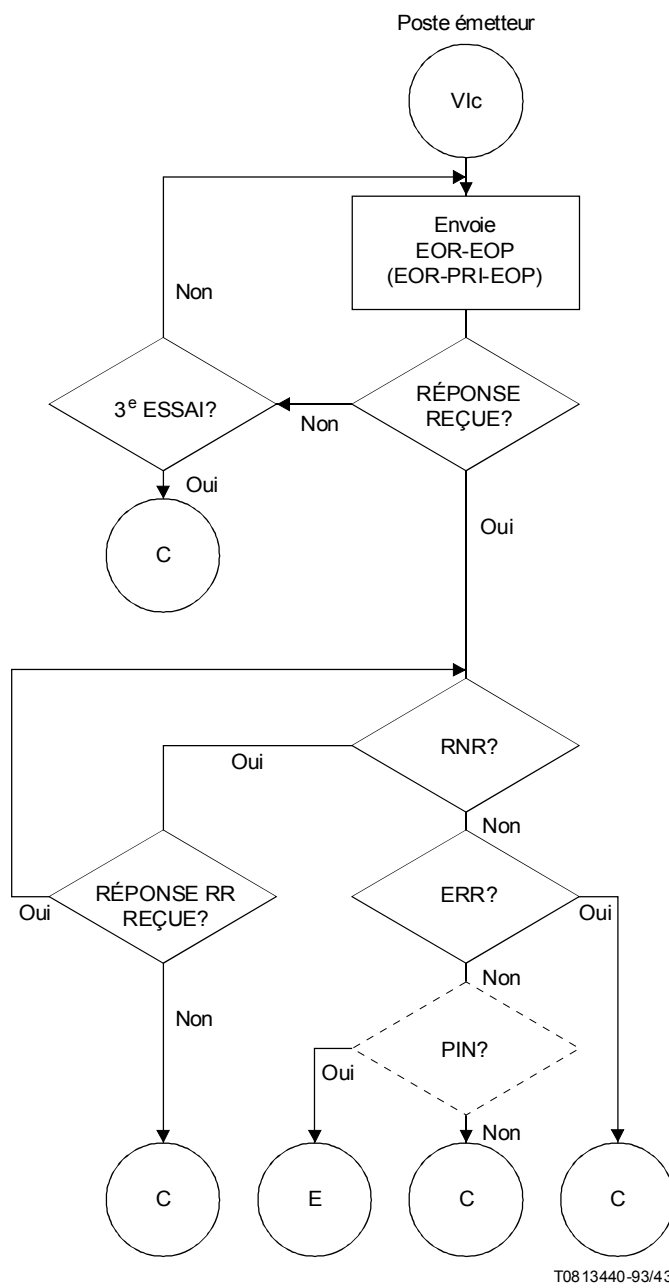 Poste émetteur
VIc
Envoie
EOR-EOP
(EOR-PRI-EOP)
Non
3e ESSAI?
Non
RÉPONSE
REÇUE?
Oui
C
Oui
RNR?
Oui
Non
RÉPONSE RR
REÇUE?
Oui
ERR?
Oui
Non
Non
PIN?
Oui
Non
C
E
C
C
T0813440-93/43